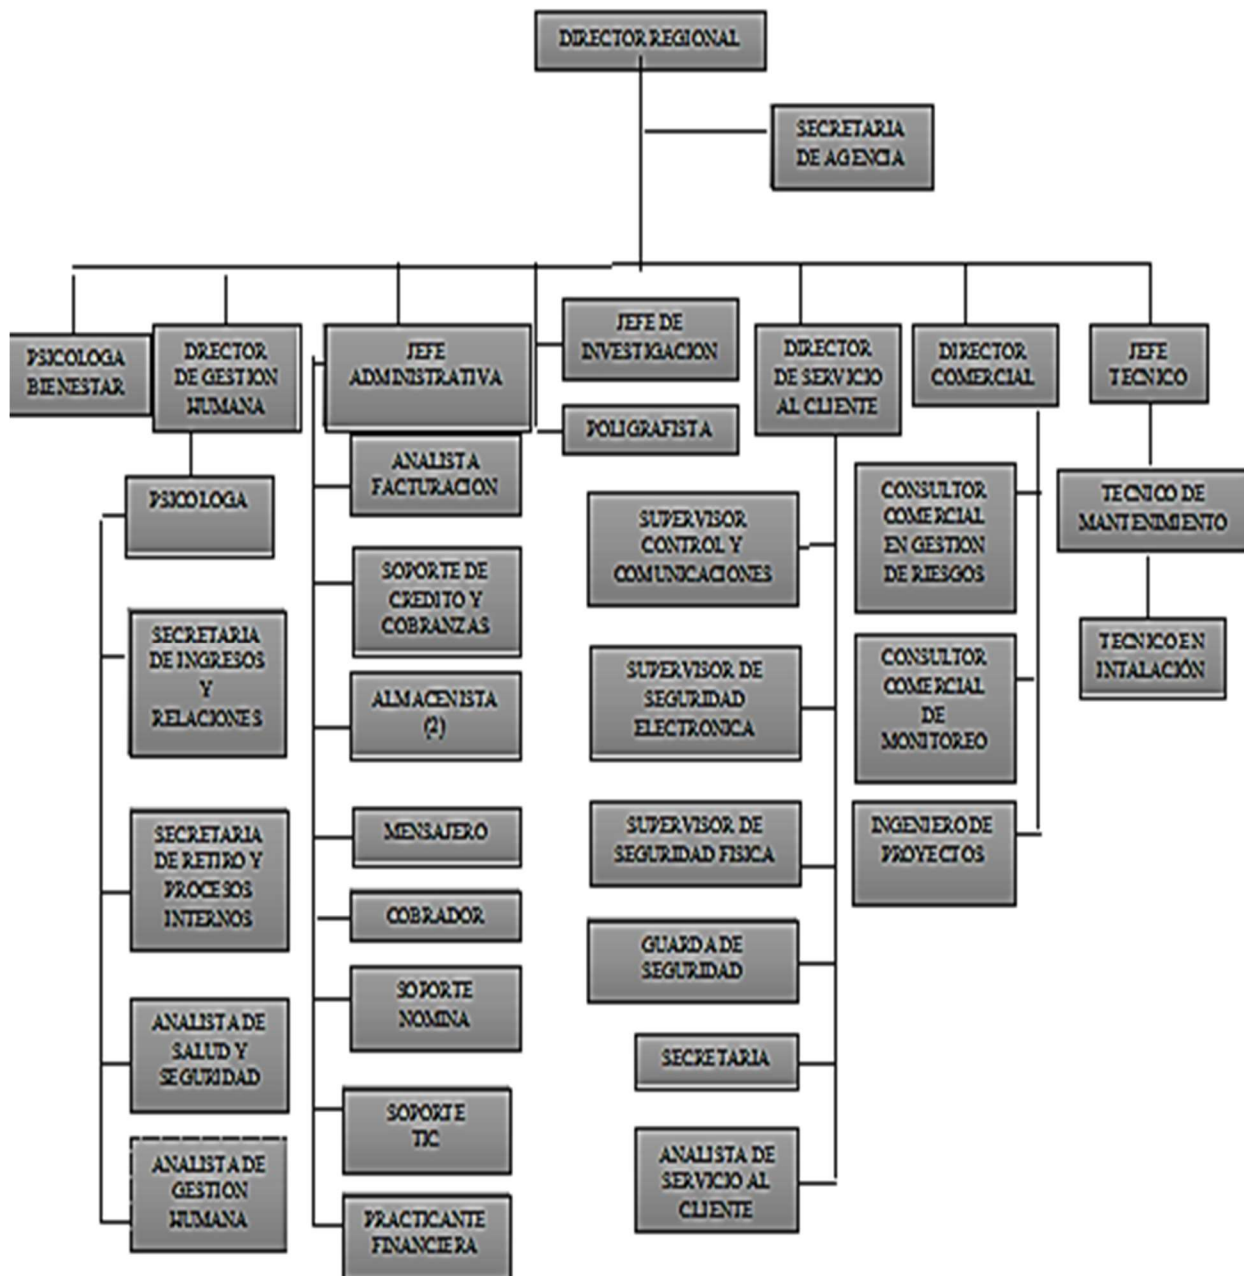 DIRECTOR REGIONAL
SECRETARIA
DE AGENCIA
PSICOLOGA
BIENESTAR
DRECTOR
DE GESTION
WUMANA
JEFE
ADMINISTRATIVA
JEFE DE
INVESTIGACION
POLIGRAFISTA
DIRECTOR
DE SERVICIO
AL CLIENTE
DIRECTOR
COMERCIAL
JEFE
TECNICO
PSICOLOGA
SECRETARIA
DE INGRESOS
Y
RELACIONES
SECRETARIA
DE RETIRO Y
PROCESOS
INTERNOS
ANALISTA DE
SALUD Y
SEGURIDAD
ANALISTA DE
GESTION
WUMANA
ANALISTA
FACTURACION
SOPORTE DE
CREDITO Y
COBRANZAS
ALMACENISTA
(2)
MENSAJERO
COBRADOR
SOPORTE
NOMINA
SOPORTE
TIC
PRACTICANTE
FINANCIERA
SUPERVISOR
CONTROL Y
COMUNICACIONES
SUPERVISOR DE
SEGURIDAD
ELECTRONICA
SUPERVISOR DE
SEGURIDAD FISICA
GUARDA DE
SEGURIDAD
SECRETARIA
ANALISTA DE
SERVICIO AL
CLIENTE
CONSULTOR
COMERCIAL
EN GESTION
DE RIESGOS
CONSULTOR
COMERCIAL
DE
MONITOREO
INGENIERO DE
PROYECTOS
TECNICO DE
MANTENIMIENTO
TECNICO EN
INTALACIÓN